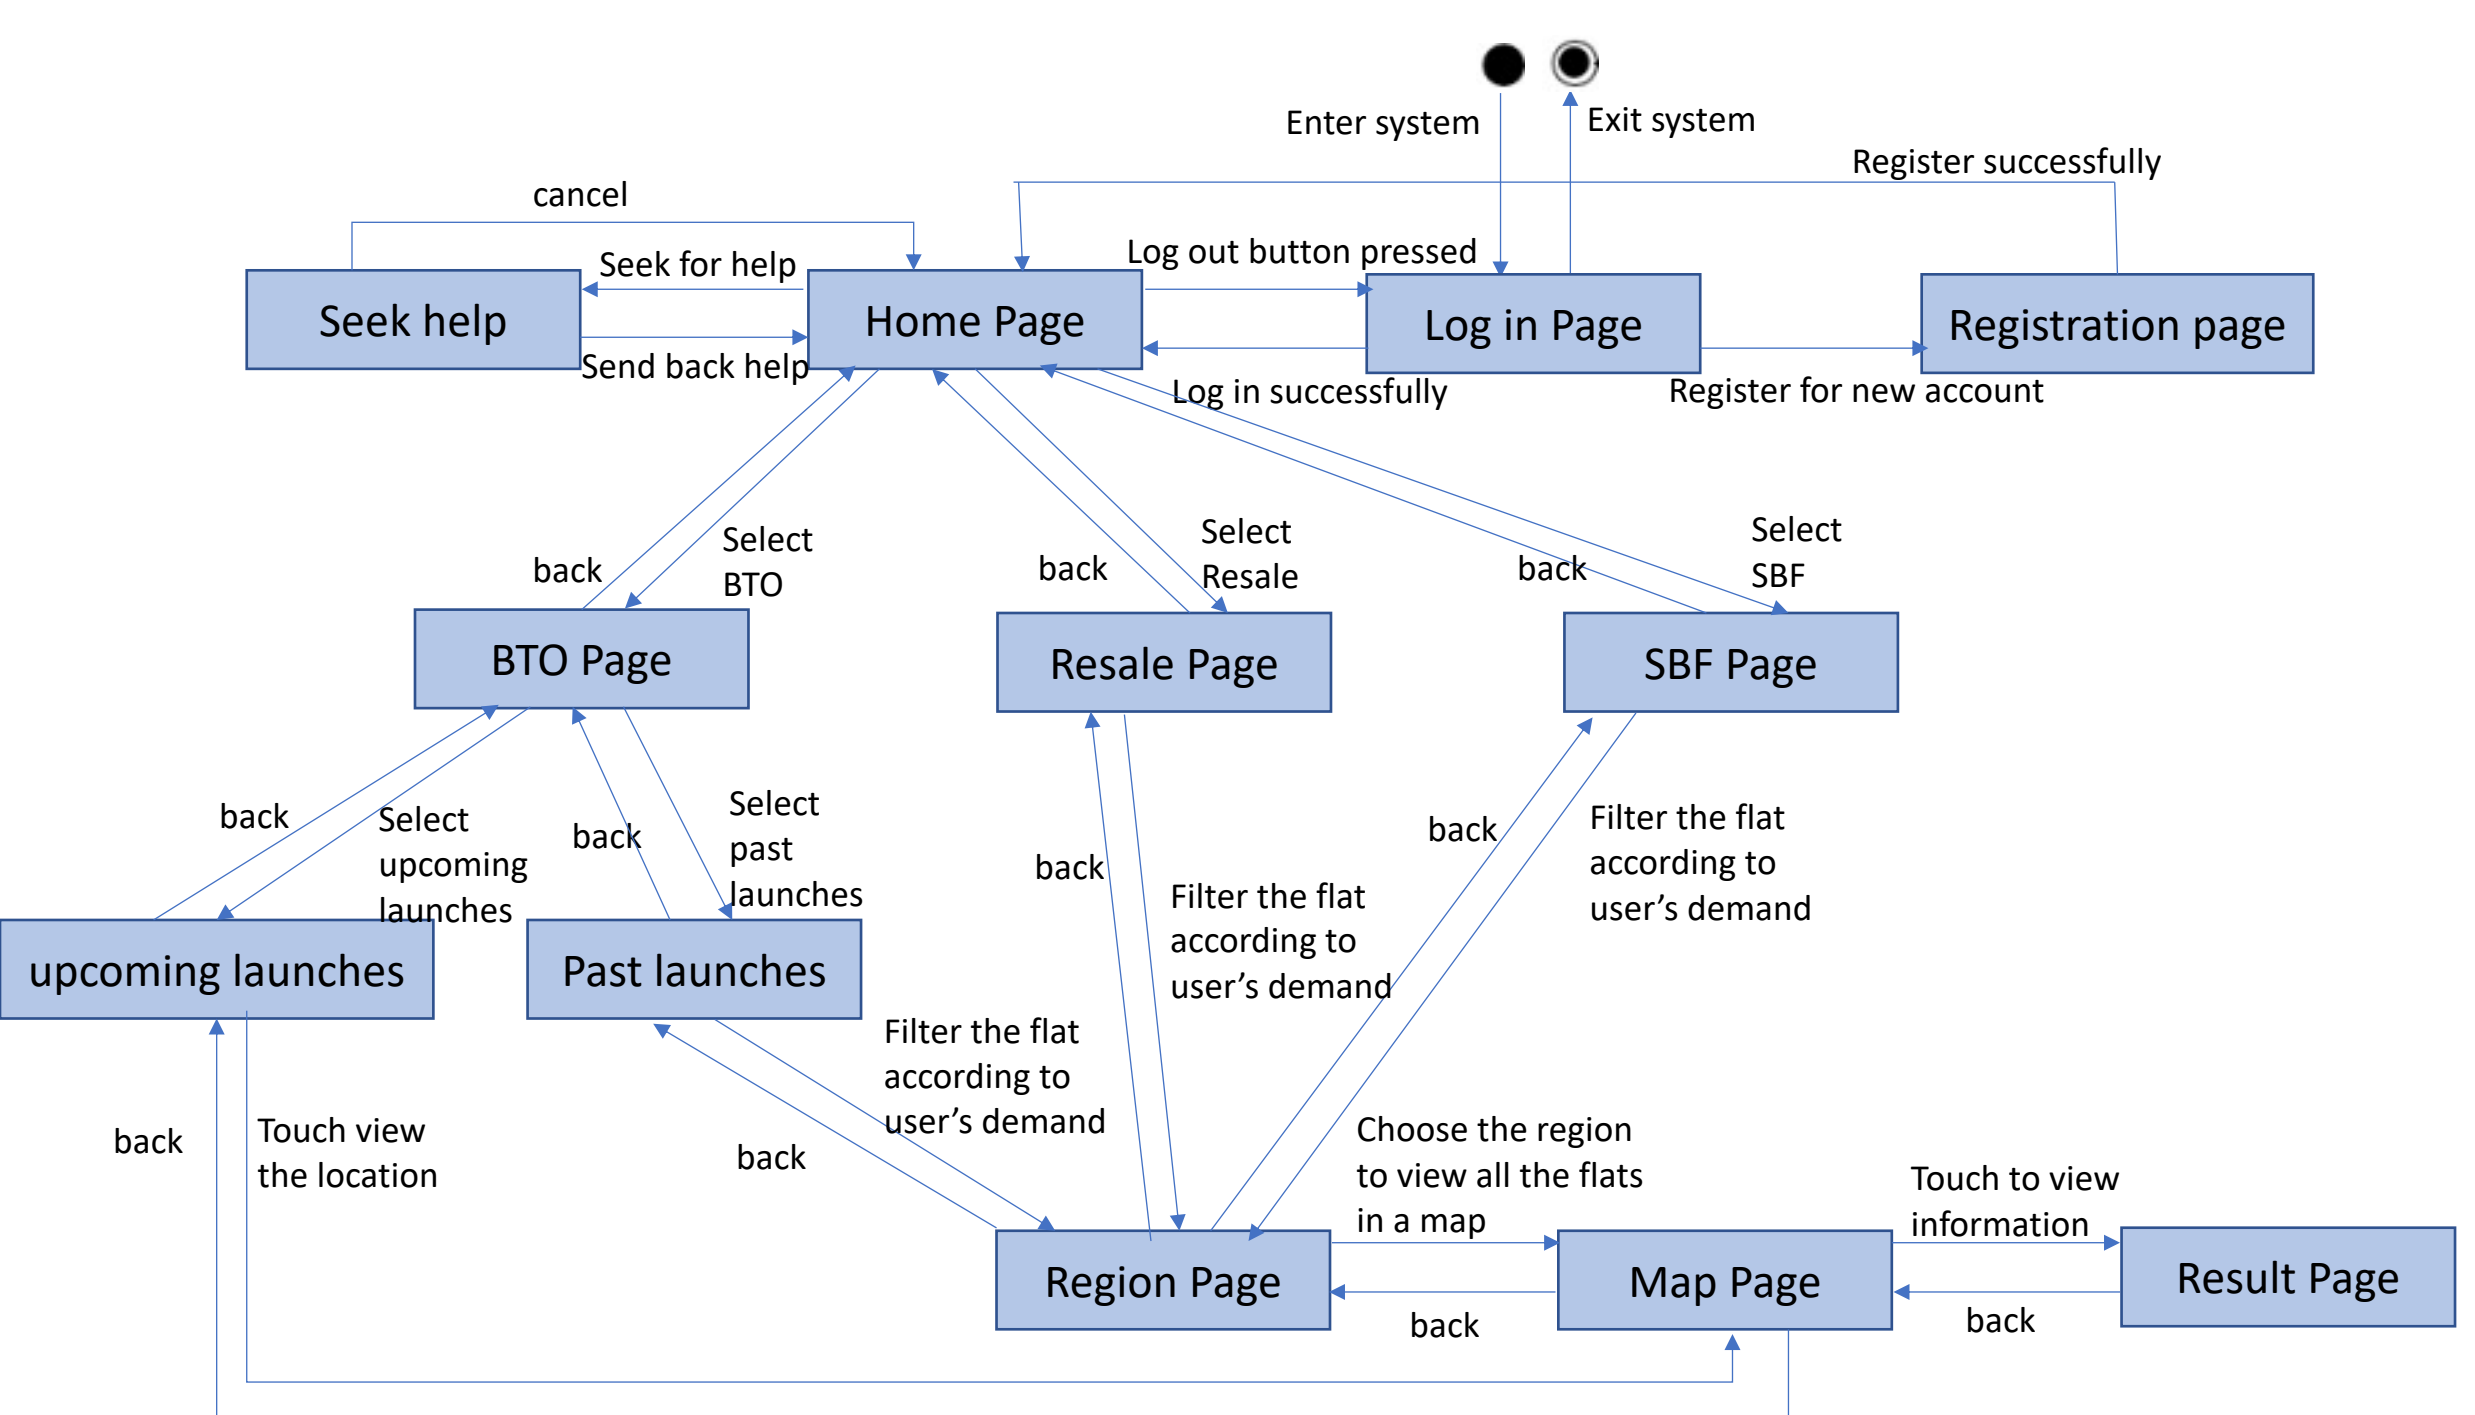 Enter system
Exit system
Register successfully
cancel
Seek for help
Log out button pressed
Seek help
Home Page
Log in Page
Registration page
Send back help
Log in successfully
Register for new account
back
Select
BTO
back
Select
Resale
back
Select
SBF
BTO Page
Resale Page
SBF Page
back
Select
upcoming
launches
back
Select
past
launches
back
Filter the flat
according to
user’s demand
back
Filter the flat
according to
user’s demand
upcoming launches
Past launches
Filter the flat
according to
user’s demand
back
Touch view
the location
back
Choose the region
to view all the flats
in a map
Touch to view
information
Region Page
Map Page
Result Page
back
back